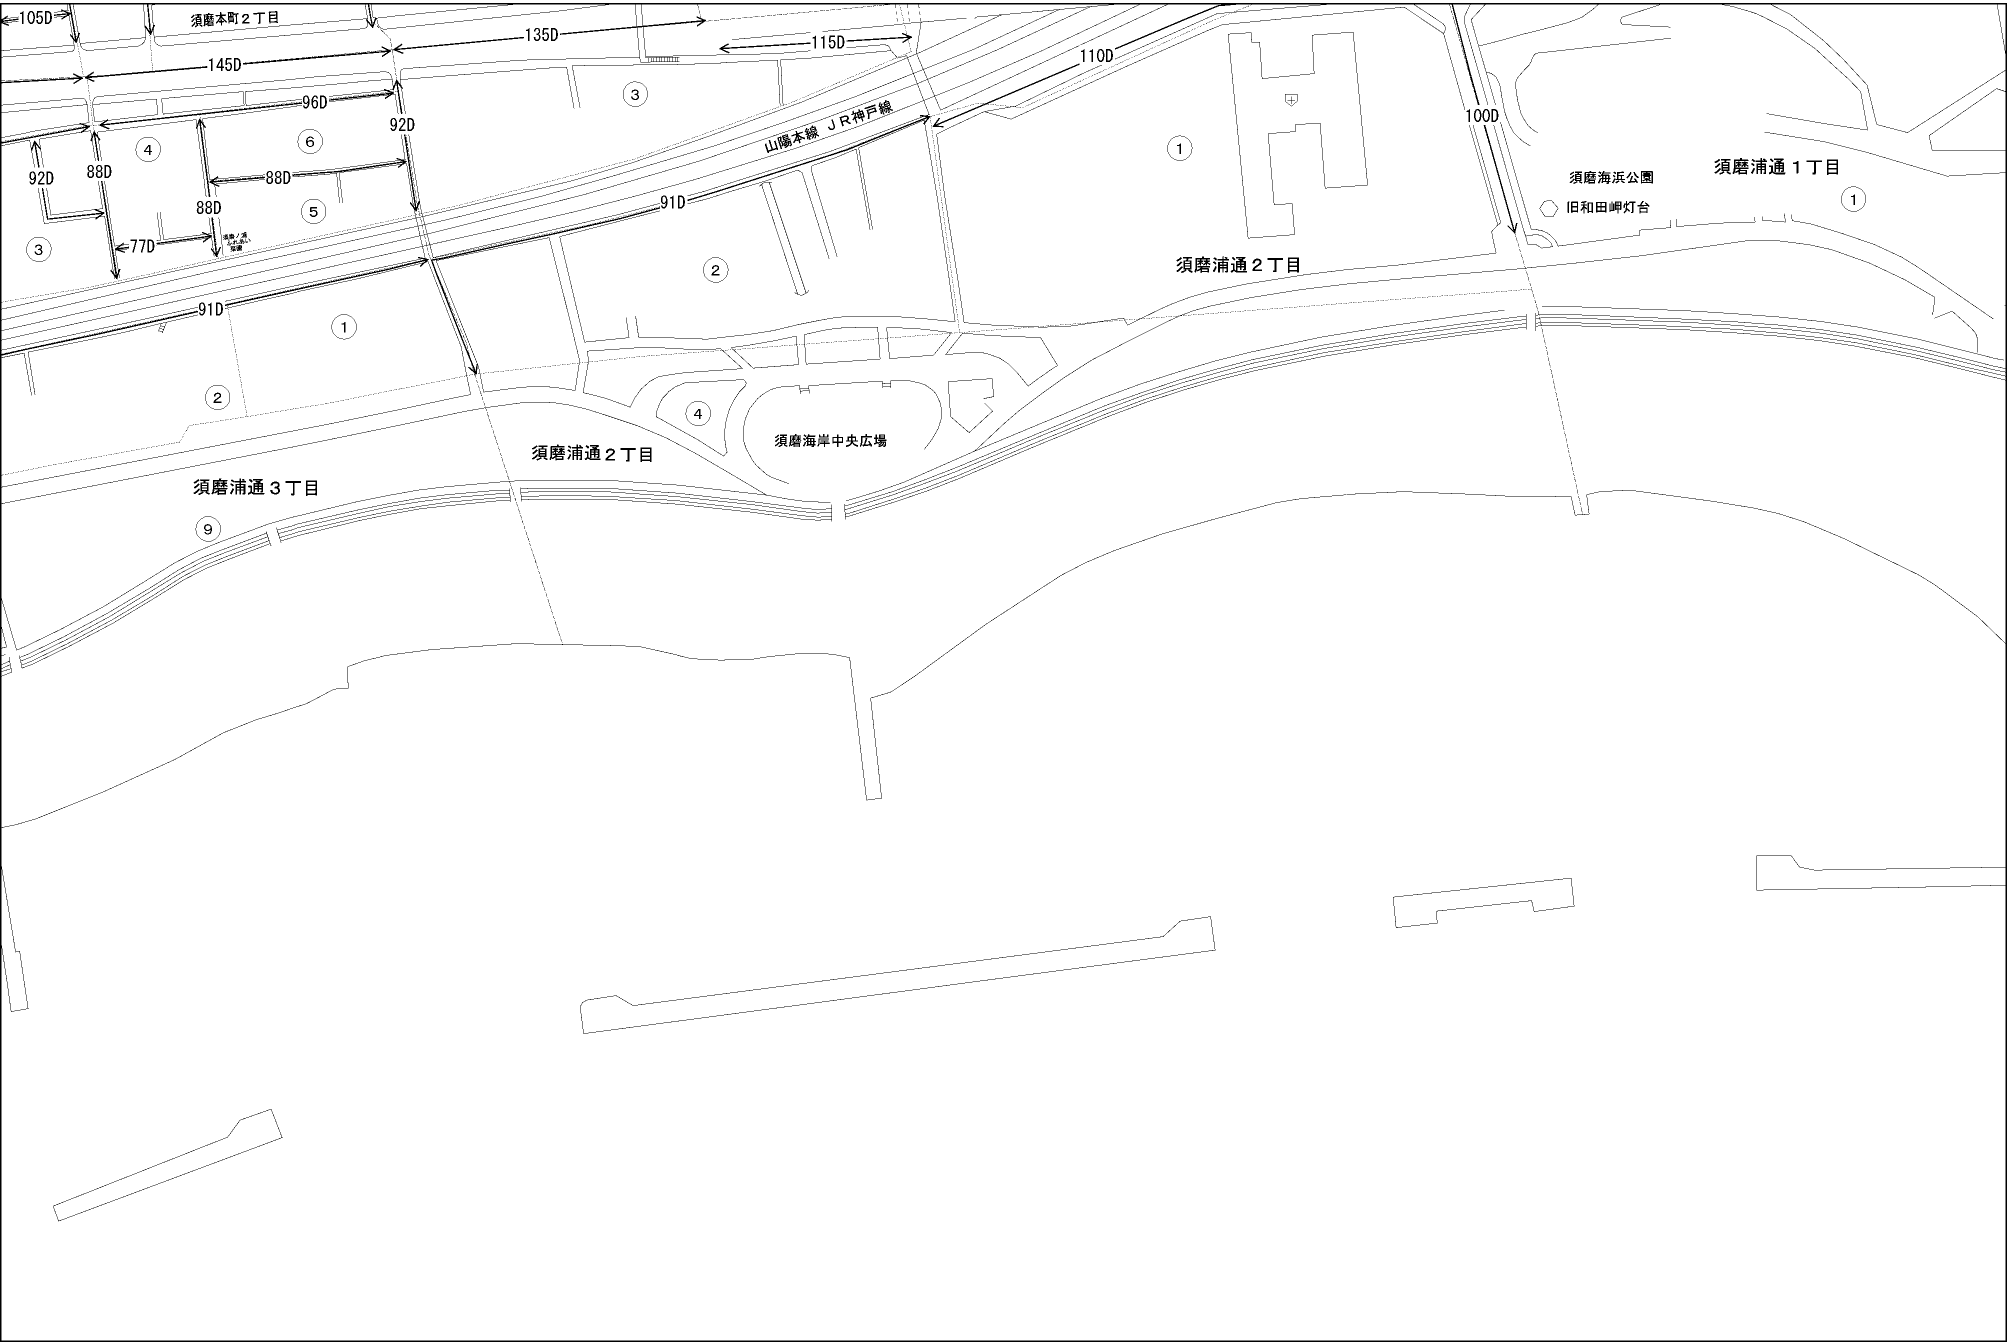 105D
須磨本町2丁目
135D
115D
145D
110D
96D
③
92D
100D
山陽本線 JR神戸線
④
⑥
①
88D
92D
88D
須磨浦通1丁目
須磨海浜公園
①
旧和田岬灯台
91D
88D
⑤
77D
③
②
須磨浦通2丁目
91D
①
②
④
須磨海岸中央広場
須磨浦通2丁目
須磨浦通3丁目
⑨